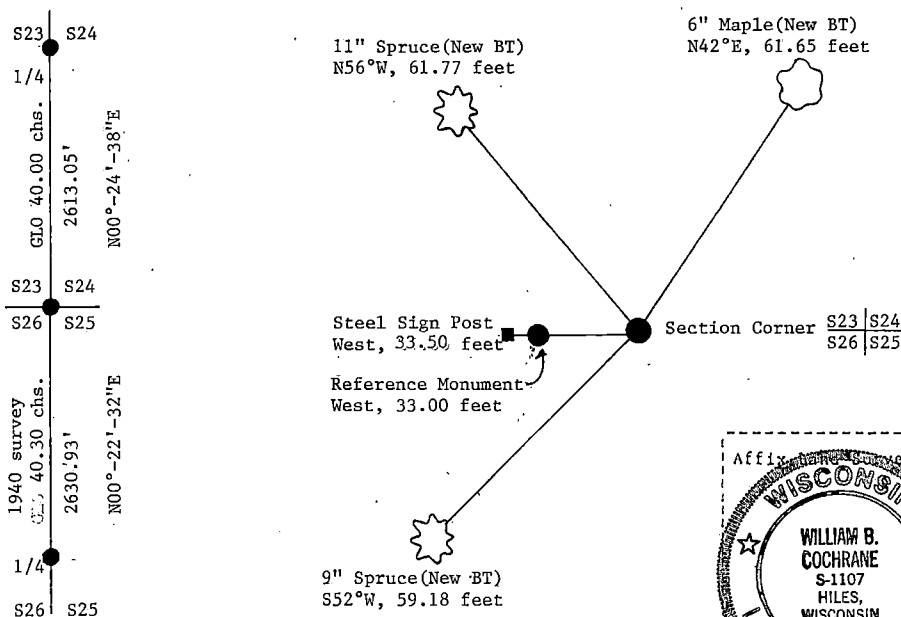 S23 S24
1/4
GLO 40.00 chs.
2613.05'
N00°-24'-38"E
S23 S24
S26 S25
1940 survey
GLO 40.30 chs.
2630.93'
N00°-22'-32"E
1/4
S26 S25
11" Spruce(New BT)
N56°W, 61.77 feet
6" Maple(New BT)
N42°E, 61.65 feet
Steel Sign Post
West, 33.50 feet
Reference Monument
West, 33.00 feet
Section Corner
S23 S24
S26 S25
9" Spruce(New BT)
S52°W, 59.18 feet
Affix
WISCONSIN
WILLIAM B.
COCHRANE
S-1107
HILES,
WISCONSIN